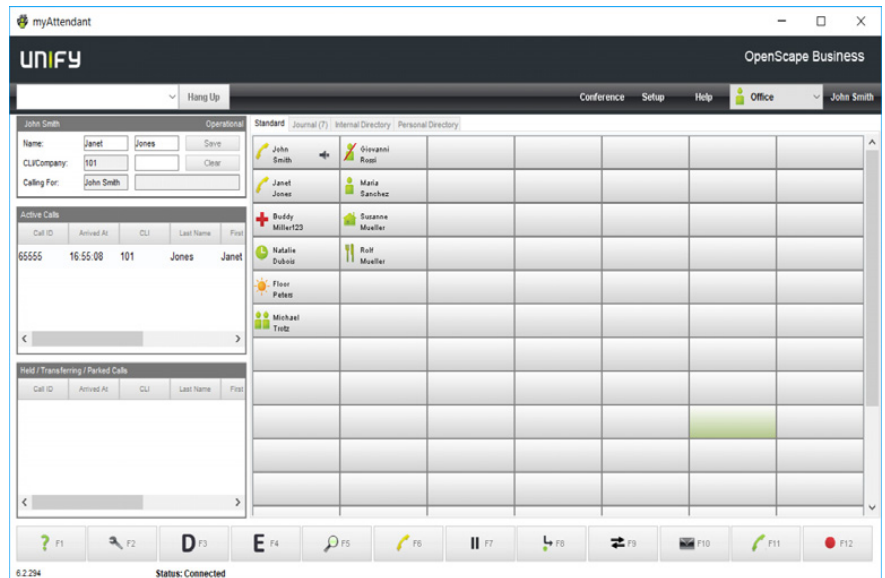 myAttendant
UNIFY
OpenScape Business
Hang Up
Conference Setup Help Office John Smith
John Smith Operational
Name: Janet Jones Save
CLI/Company: 101 Clear
Calling For: John Smith
Active Calls
Call ID Arrived At CLI Last Name First
65555 16:55:08 101 Jones Janet
Held / Transferring / Parked Calls
Call ID Arrived At CLI Last Name First
Standard Journal (7) Internal Directory Personal Directory
John
Smith
Giovanni
Rossi
Janet
Jones
Maria
Sanchez
Buddy
Miller123
Susanne
Mueller
Natalie
Dubois
Rolf
Mueller
Floor
Peters
Michael
Trotz
F1 F2 D F3 E F4 F5 F6 F7 F8 F9 F10 F11 F12
6.2.294 Status: Connected